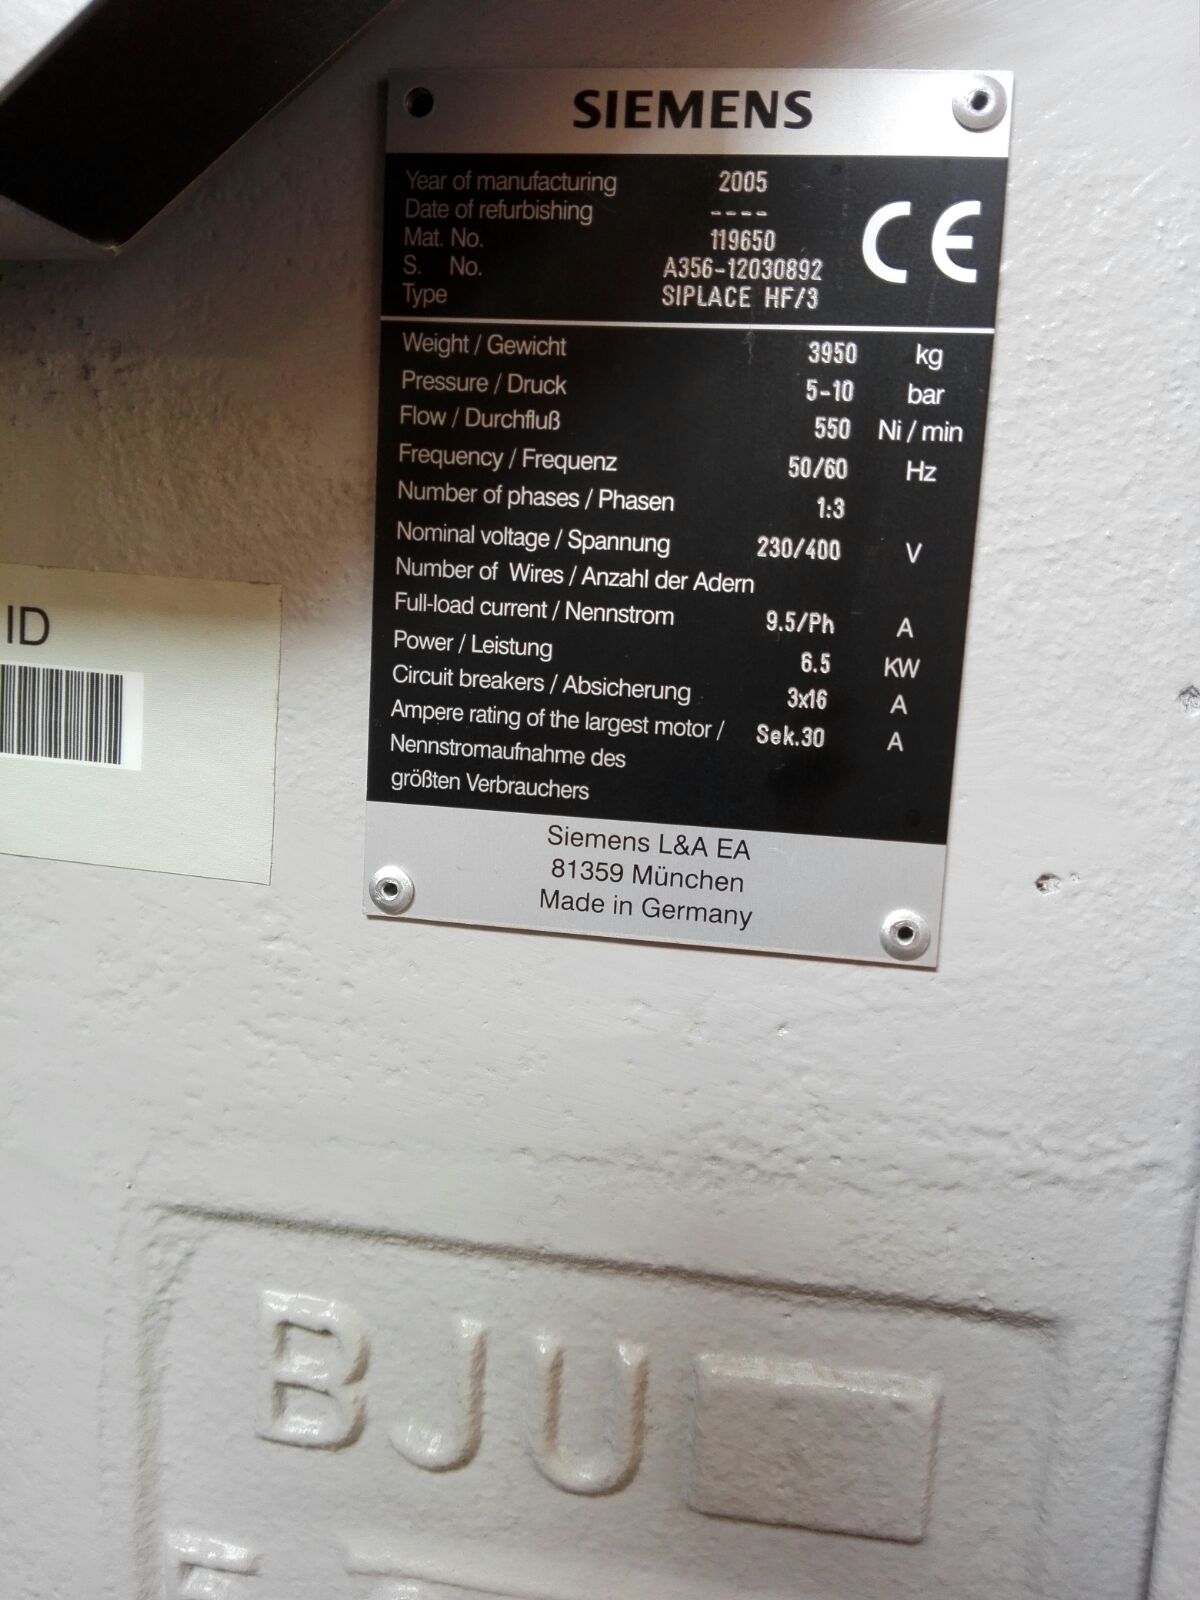 SIEMENS
Year of manufacturing 2005
Date of refurbishing ----
Mat. No. 119650
S. No. A356-12030892
Type SIPLACE HF/3
CE
Weight / Gewicht 3950 kg
Pressure / Druck 5-10 bar
Flow / Durchfluß 550 Ni / min
Frequency / Frequenz 50/60 Hz
Number of phases / Phasen 1:3
Nominal voltage / Spannung 230/400 V
Number of Wires / Anzahl der Adern
Full-load current / Nennstrom 9.5/Ph A
Power / Leistung 6.5 KW
Circuit breakers / Absicherung 3x16 A
Ampere rating of the largest motor / Sek.30 A
Nennstromaufnahme des
größten Verbrauchers
Siemens L&A EA
81359 München
Made in Germany
ID
BJU